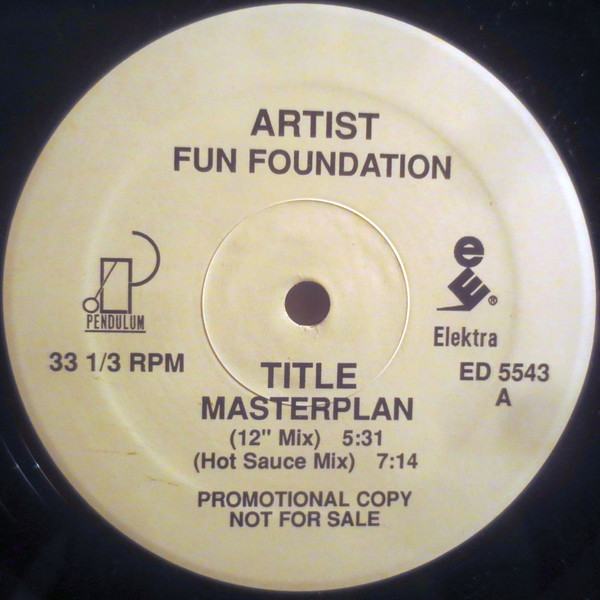 ARTIST
FUN FOUNDATION
PENDULUM
e
E
®
Elektra
33 1/3 RPM
ED 5543
A
TITLE
MASTERPLAN
(12" Mix) 5:31
(Hot Sauce Mix) 7:14
PROMOTIONAL COPY
NOT FOR SALE